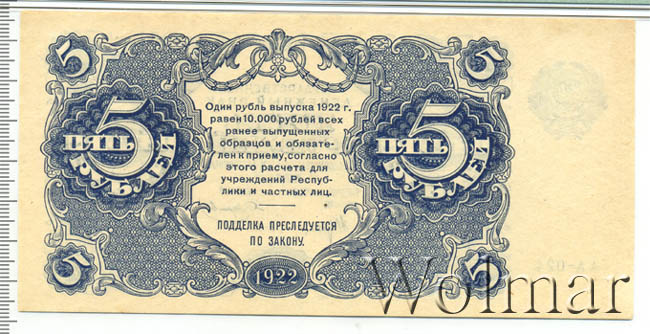 5
5
Один рубль выпуска 1922 г.
равен 10.000 рублей всех
ранее выпущенных
образцов и обязате-
лен к приему, согласно
этого расчета для
учреждений Респуб-
лики и частных лиц.
ПОДДЕЛКА ПРЕСЛЕДУЕТСЯ
ПО ЗАКОНУ.
5
ПЯТЬ
РУБЛЕЙ
5
ПЯТЬ
РУБЛЕЙ
5
1922
5
Wolmar